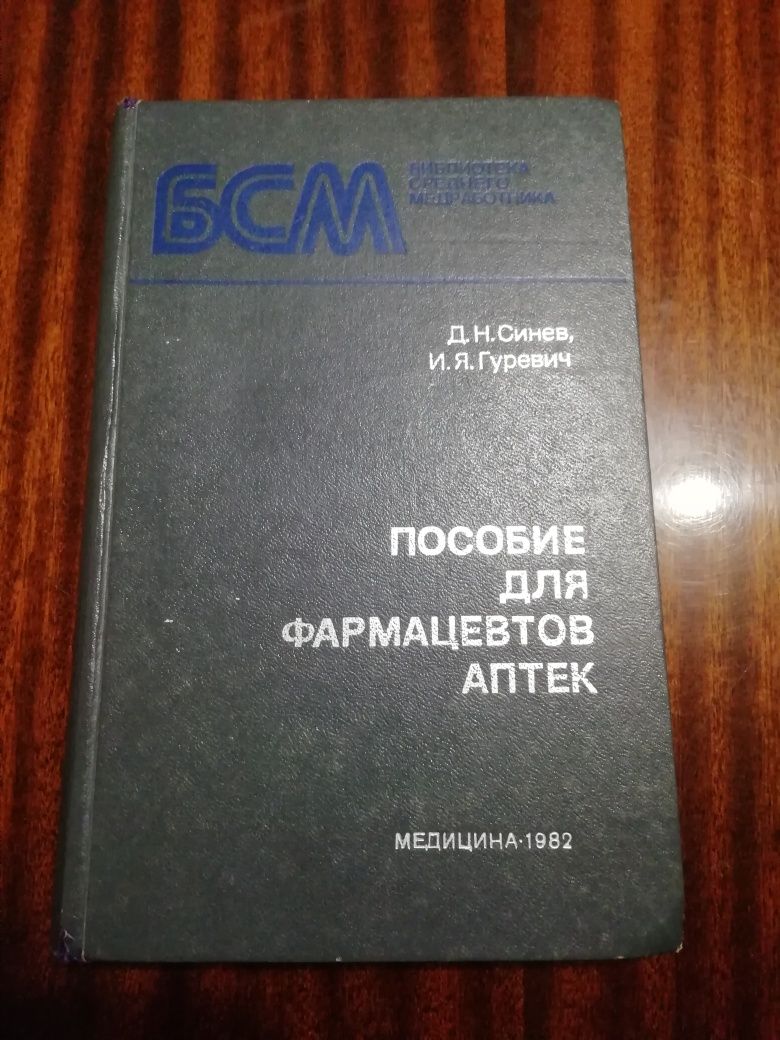 БСМ
БИБЛИОТЕКА
СРЕДНЕГО
МЕДРАБОТНИКА
Д.Н.Синев,
И.Я.Гуревич
ПОСОБИЕ
ДЛЯ
ФАРМАЦЕВТОВ
АПТЕК
МЕДИЦИНА·1982